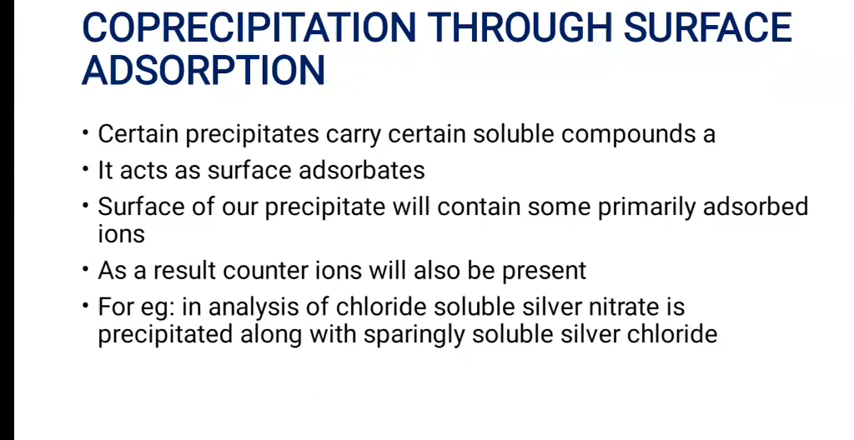 COPRECIPITATION THROUGH SURFACE
ADSORPTION
• Certain precipitates carry certain soluble compounds a
• It acts as surface adsorbates
• Surface of our precipitate will contain some primarily adsorbed
ions
• As a result counter ions will also be present
• For eg: in analysis of chloride soluble silver nitrate is
precipitated along with sparingly soluble silver chloride